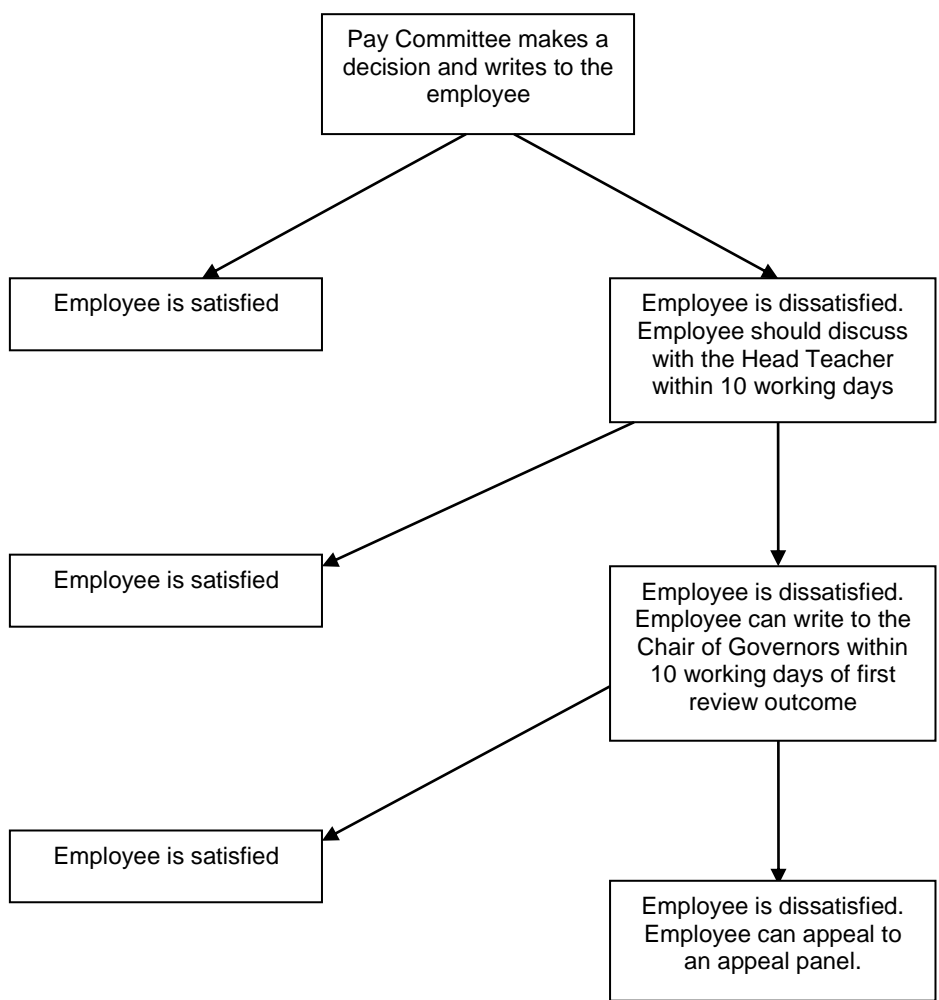 Pay Committee makes a
decision and writes to the
employee
Employee is satisfied
Employee is dissatisfied.
Employee should discuss
with the Head Teacher
within 10 working days
Employee is satisfied
Employee is dissatisfied.
Employee can write to the
Chair of Governors within
10 working days of first
review outcome
Employee is satisfied
Employee is dissatisfied.
Employee can appeal to
an appeal panel.